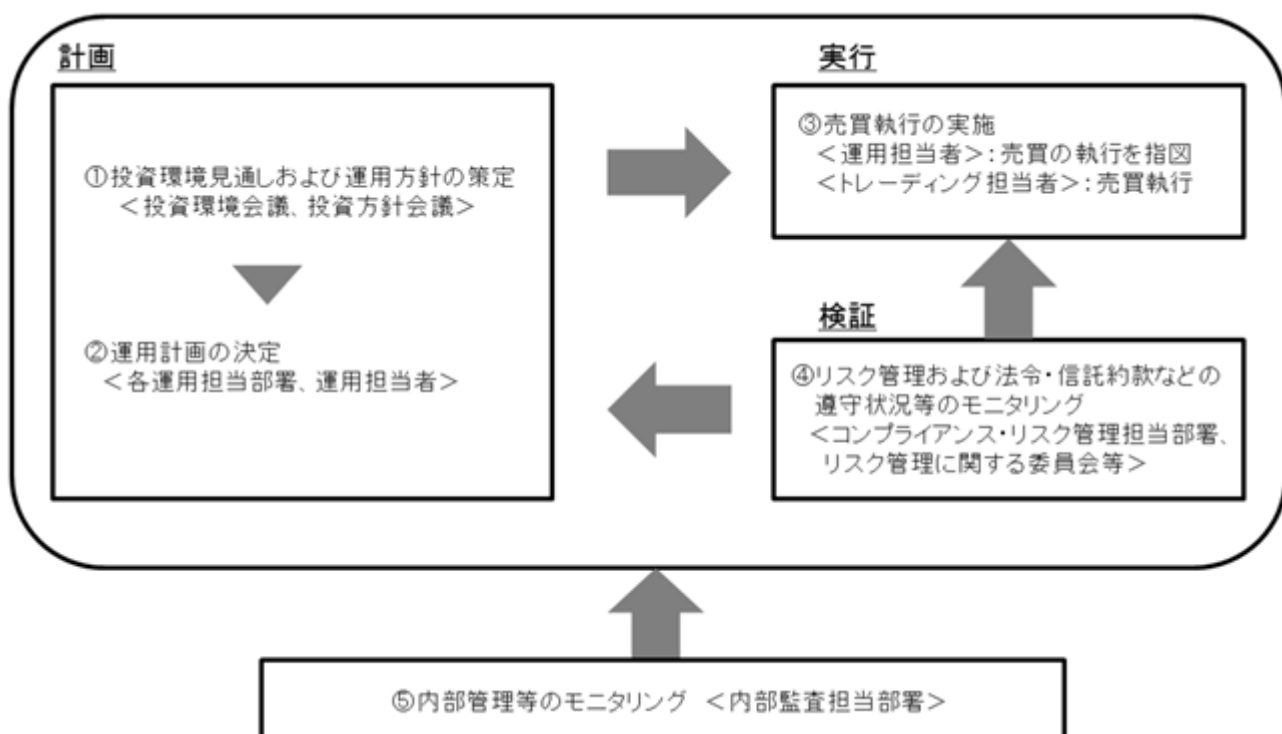 計画
①投資環境見通しおよび運用方針の策定
＜投資環境会議、投資方針会議＞
②運用計画の決定
＜各運用担当部署、運用担当者＞
実行
③売買執行の実施
＜運用担当者＞：売買の執行を指図
＜トレーディング担当者＞：売買執行
検証
④リスク管理および法令・信託約款などの
遵守状況等のモニタリング
＜コンプライアンス・リスク管理担当部署、
リスク管理に関する委員会等＞
⑤内部管理等のモニタリング ＜内部監査担当部署＞